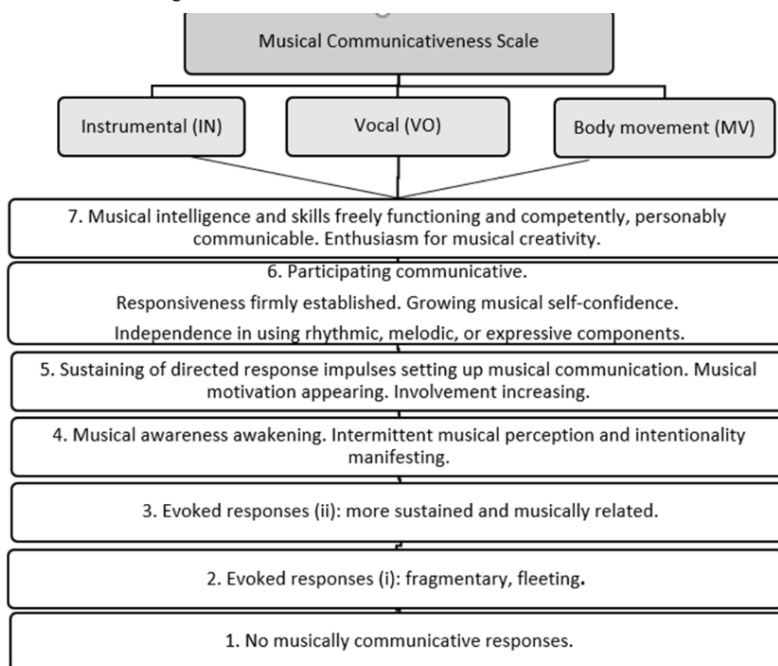 Musical Communicativeness Scale
Instrumental (IN)
Vocal (VO)
Body movement (MV)
7. Musical intelligence and skills freely functioning and competently, personably
communicable. Enthusiasm for musical creativity.
6. Participating communicative.
Responsiveness firmly established. Growing musical self-confidence.
Independence in using rhythmic, melodic, or expressive components.
5. Sustaining of directed response impulses setting up musical communication. Musical
motivation appearing. Involvement increasing.
4. Musical awareness awakening. Intermittent musical perception and intentionality
manifesting.
3. Evoked responses (ii): more sustained and musically related.
2. Evoked responses (i): fragmentary, fleeting.
1. No musically communicative responses.